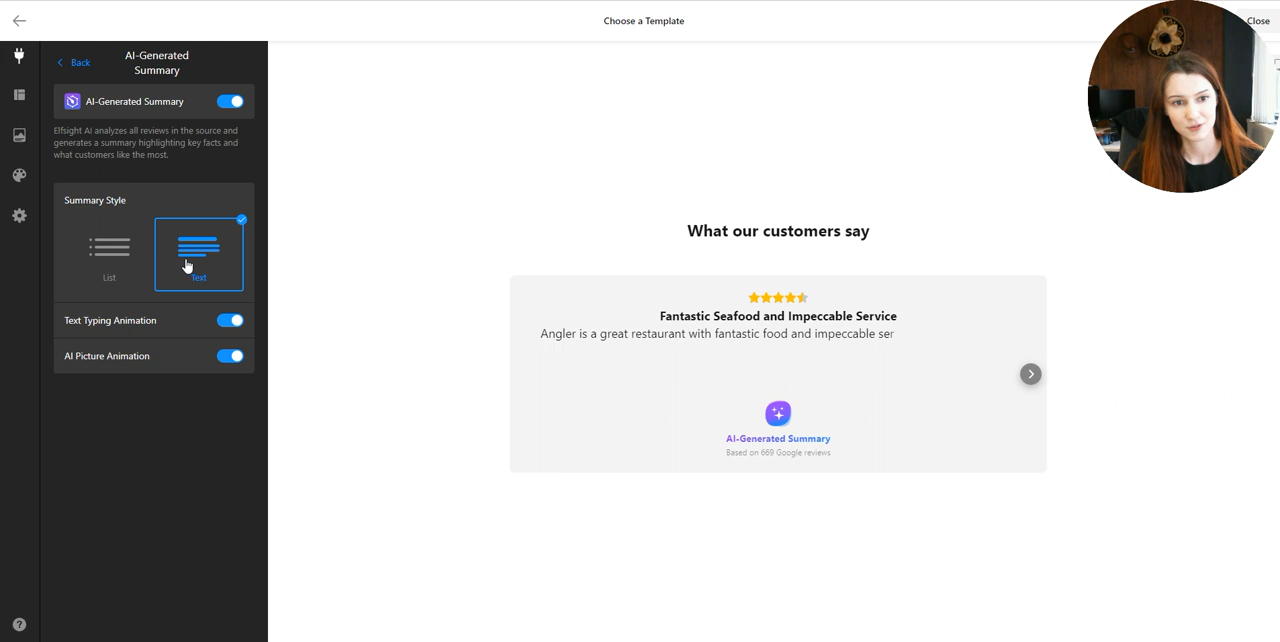 Choose a Template
Close
Back
AI-Generated
Summary
AI-Generated Summary
Elfsight AI analyzes all reviews in the source and
generates a summary highlighting key facts and
what customers like the most.
Summary Style
List
Text
Text Typing Animation
AI Picture Animation
What our customers say
Fantastic Seafood and Impeccable Service
Angler is a great restaurant with fantastic food and impeccable ser
AI-Generated Summary
Based on 669 Google reviews
?